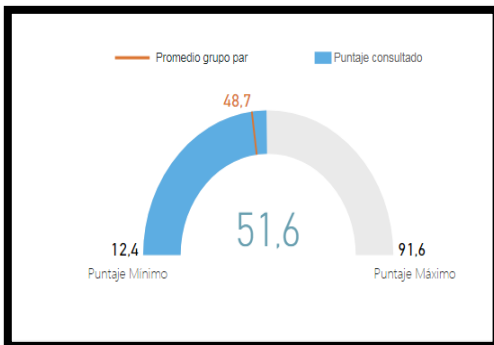 Promedio grupo par
Puntaje consultado
48,7
51,6
12,4
91,6
Puntaje Mínimo
Puntaje Máximo